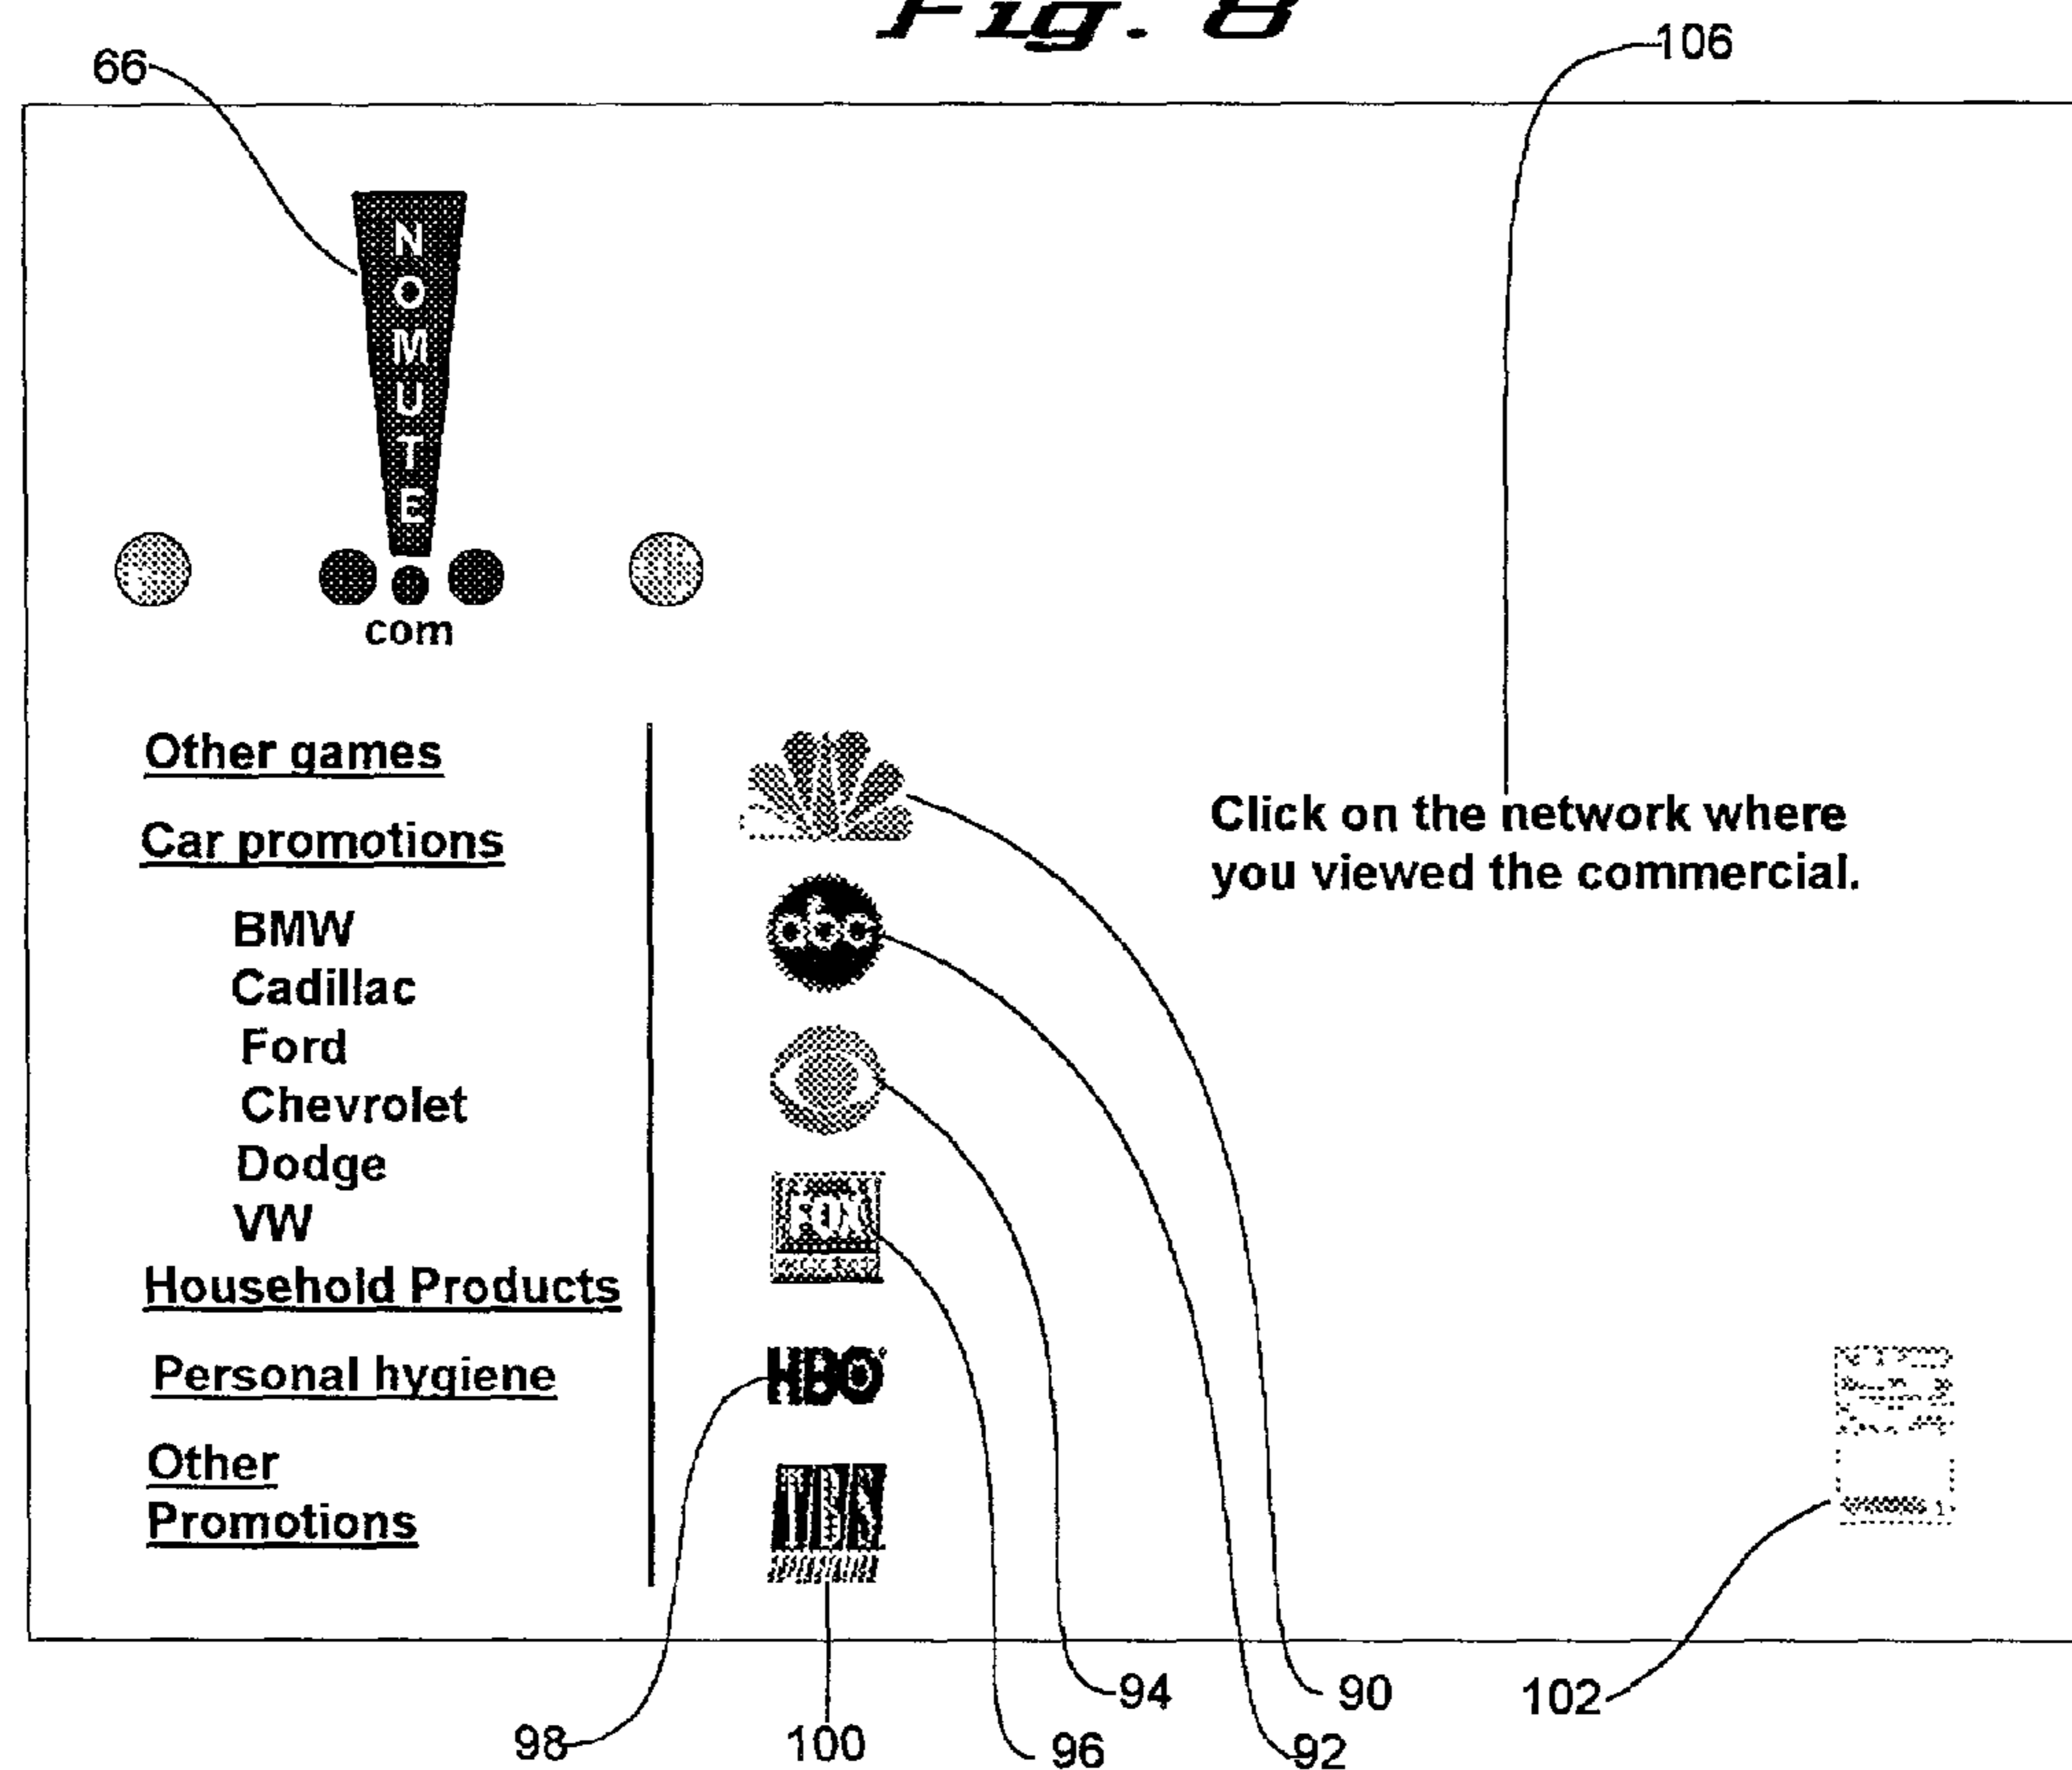 Fig. 8
66
106
NOMUTE
com
Other games
Car promotions
BMW
Cadillac
Ford
Chevrolet
Dodge
VW
Household Products
Personal hygiene
Other
Promotions
abc
FOX
HBO
Click on the network where
you viewed the commercial.
94
90
102
98
100
96
92